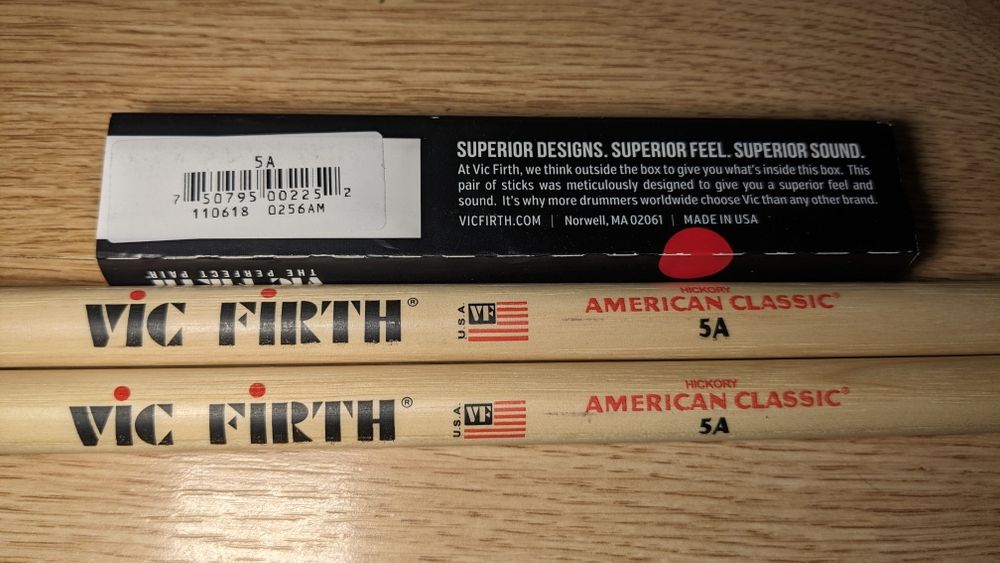 5A
7 50795 00225 2
110618 0256AM
SUPERIOR DESIGNS. SUPERIOR FEEL. SUPERIOR SOUND.
At Vic Firth, we think outside the box to give you what's inside this box. This
pair of sticks was meticulously designed to give you a superior feel and
sound. It's why more drummers worldwide choose Vic than any other brand.
VICFIRTH.COM | Norwell, MA 02061 | MADE IN USA
THE PERFECT PAIR
VIC FIRTH
ViC FiRTH®
U.S.A. VF
HICKORY
AMERICAN CLASSIC®
5A
ViC FiRTH®
U.S.A. VF
HICKORY
AMERICAN CLASSIC®
5A